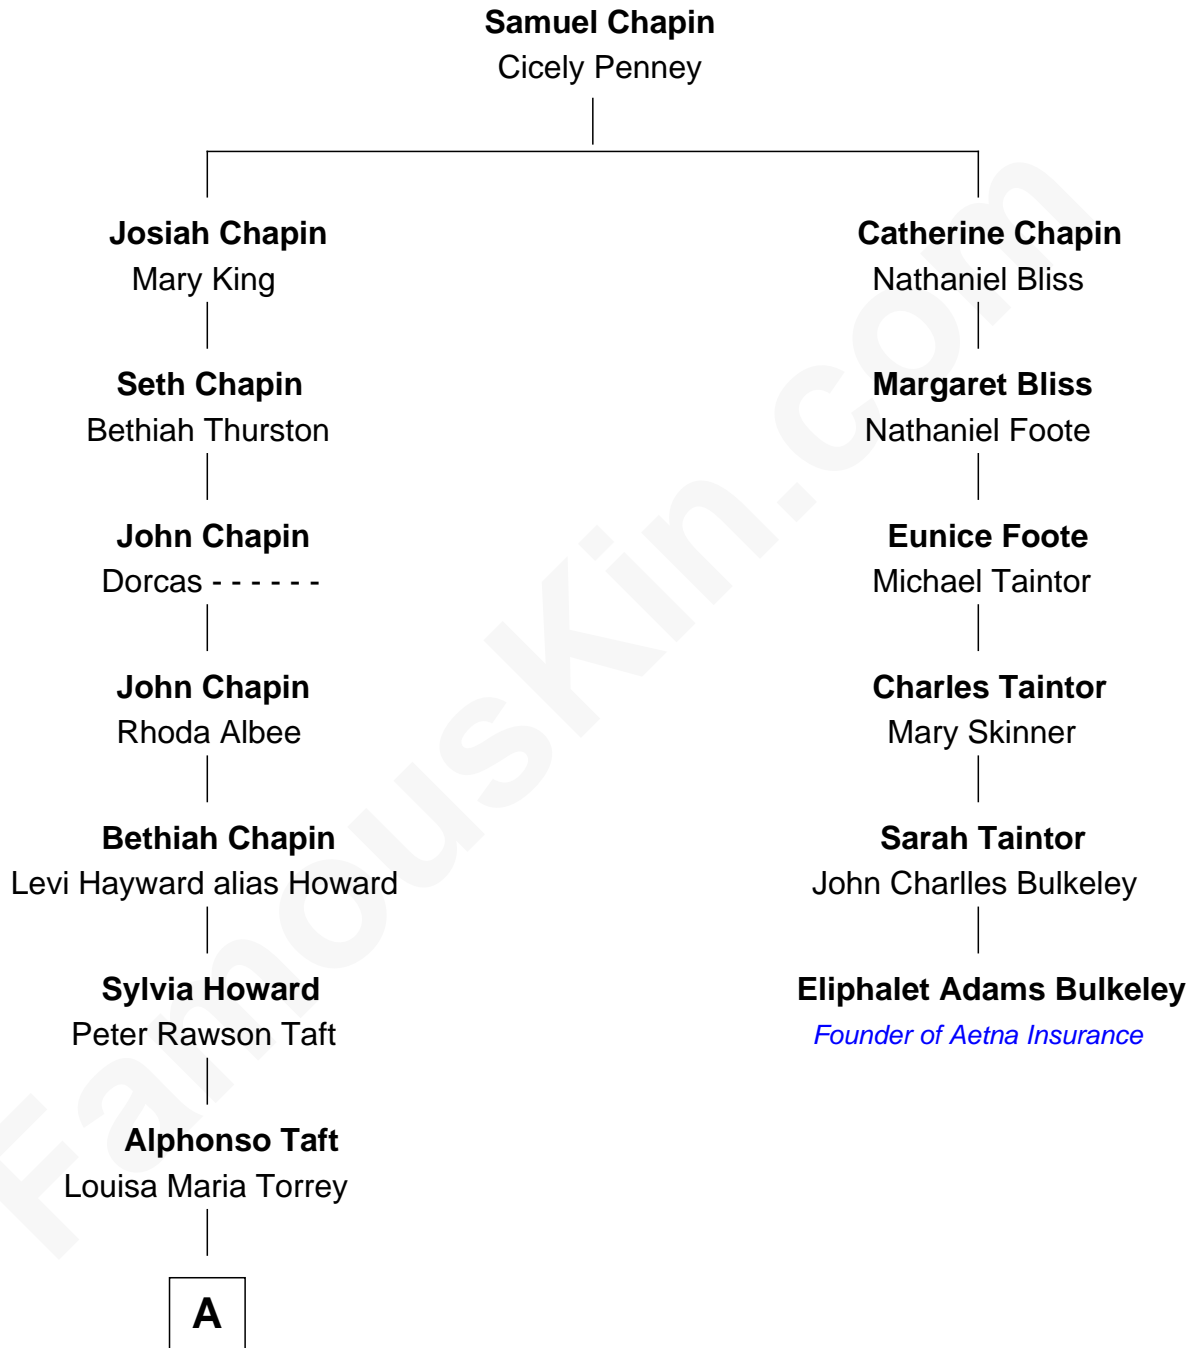 Samuel Chapin
Cicely Penney
Josiah Chapin
Mary King
Catherine Chapin
Nathaniel Bliss
Seth Chapin
Bethiah Thurston
Margaret Bliss
Nathaniel Foote
John Chapin
Dorcas - - - - - -
Eunice Foote
Michael Taintor
John Chapin
Rhoda Albee
Charles Taintor
Mary Skinner
Bethiah Chapin
Levi Hayward alias Howard
Sarah Taintor
John Charlles Bulkeley
Sylvia Howard
Peter Rawson Taft
Eliphalet Adams Bulkeley
Founder of Aetna Insurance
Alphonso Taft
Louisa Maria Torrey
A
FamousKin.com